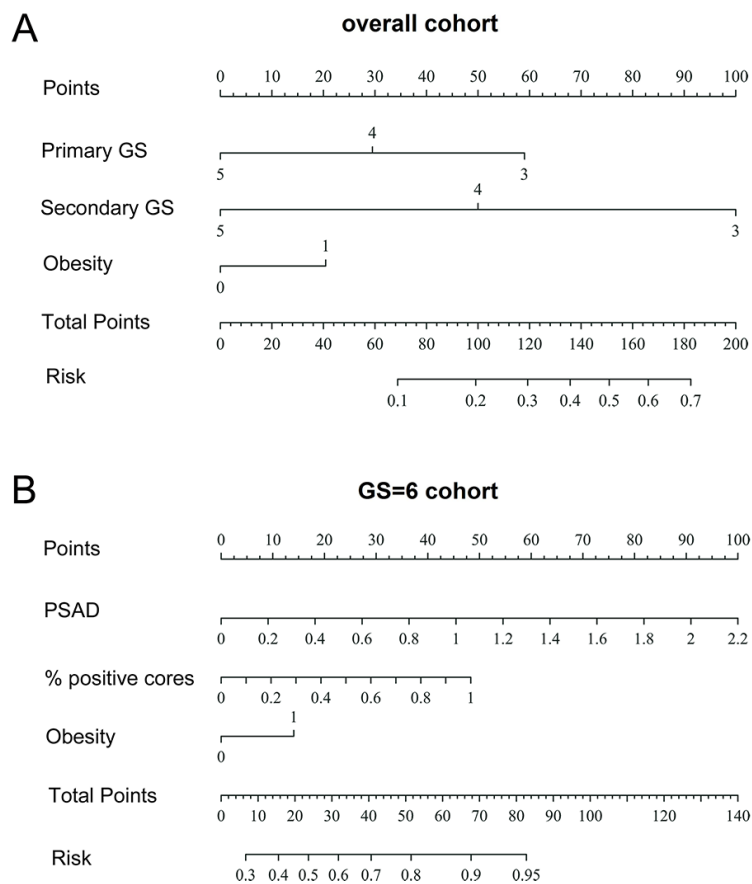 A
overall cohort
Points
0 10 20 30 40 50 60 70 80 90 100
Primary GS
4
5 3
Secondary GS
4
5 3
Obesity
1
0
Total Points
0 20 40 60 80 100 120 140 160 180 200
Risk
0.1 0.2 0.3 0.4 0.5 0.6 0.7
B
GS=6 cohort
Points
0 10 20 30 40 50 60 70 80 90 100
PSAD
0 0.2 0.4 0.6 0.8 1 1.2 1.4 1.6 1.8 2 2.2
% positive cores
0 0.2 0.4 0.6 0.8 1
Obesity
1
0
Total Points
0 10 20 30 40 50 60 70 80 90 100 120 140
Risk
0.3 0.4 0.5 0.6 0.7 0.8 0.9 0.95